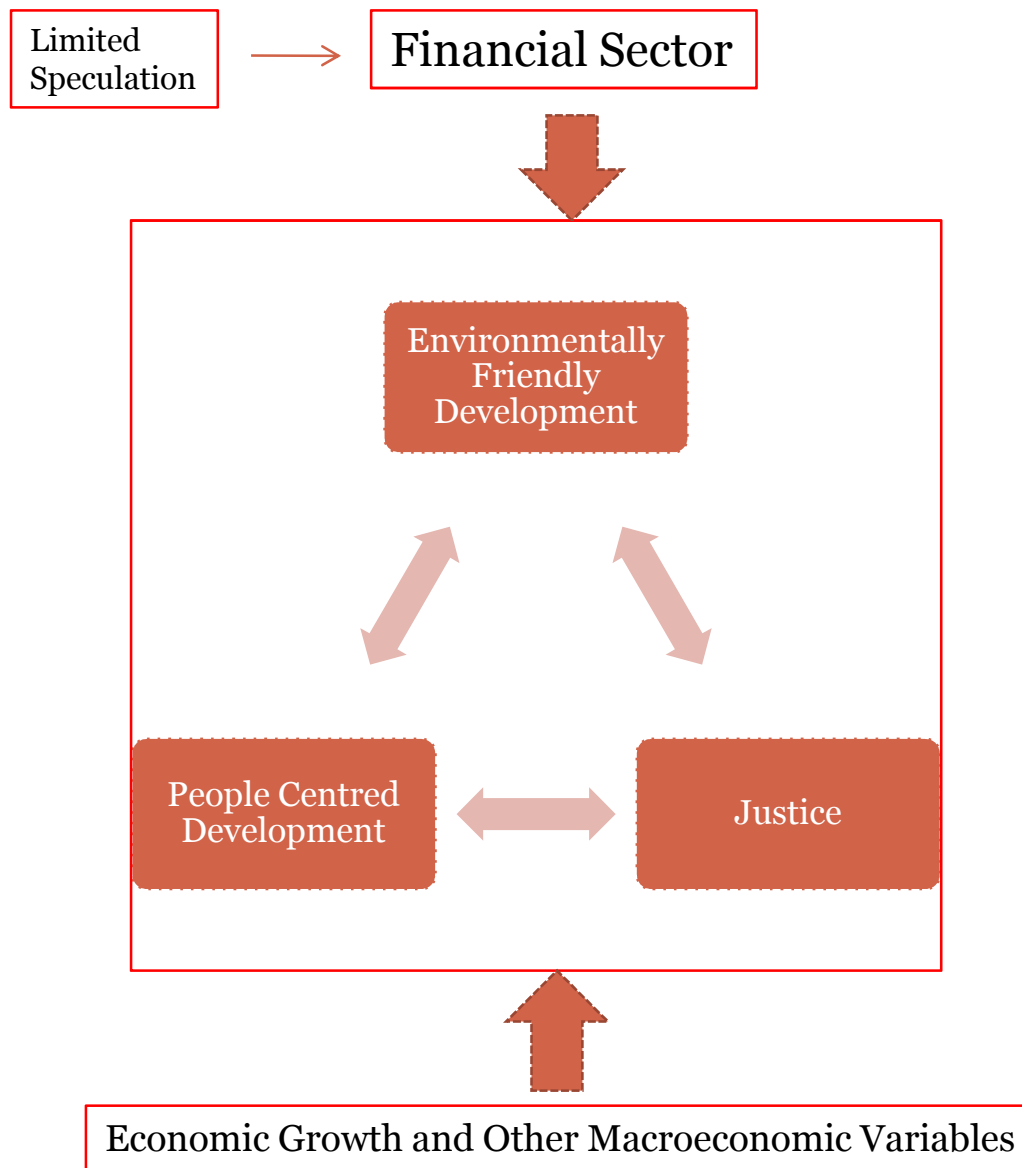 Limited
Speculation
Financial Sector
Environmentally
Friendly
Development
People Centred
Development
Justice
Economic Growth and Other Macroeconomic Variables